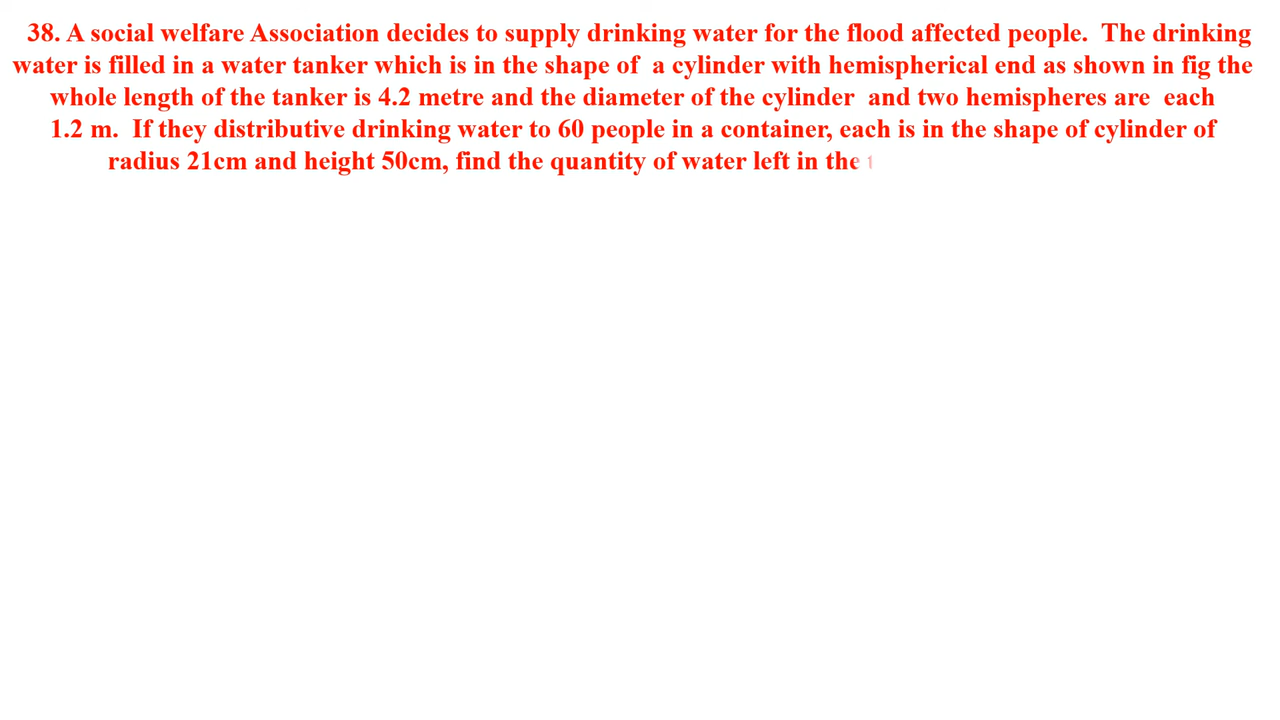 38. A social welfare Association decides to supply drinking water for the flood affected people. The drinking
water is filled in a water tanker which is in the shape of a cylinder with hemispherical end as shown in fig the
whole length of the tanker is 4.2 metre and the diameter of the cylinder and two hemispheres are each
1.2 m. If they distributive drinking water to 60 people in a container, each is in the shape of cylinder of
radius 21cm and height 50cm, find the quantity of water left in the